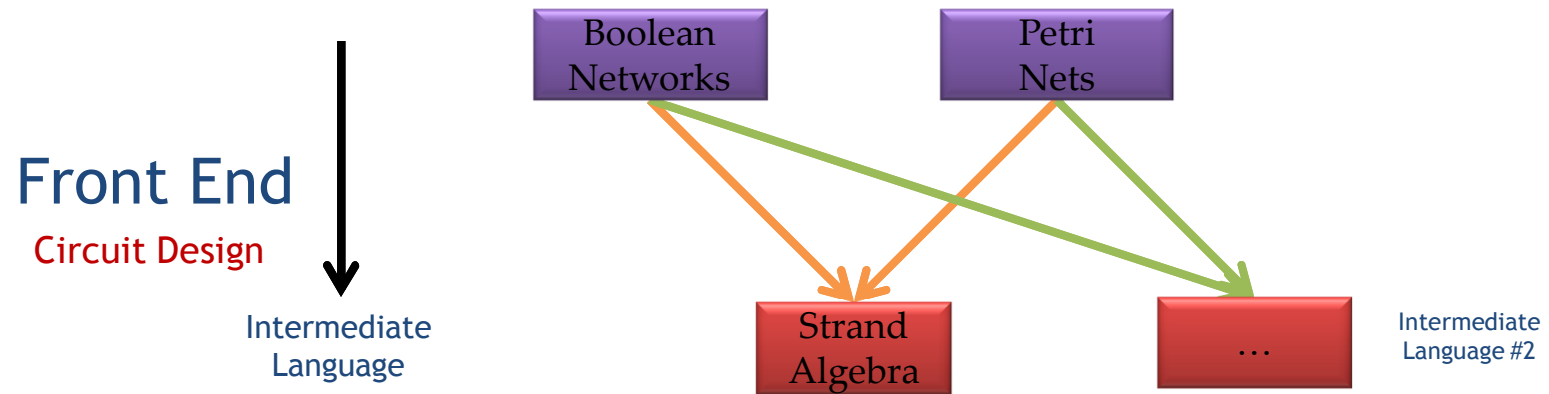 Boolean
Networks
Petri
Nets
Front End
Circuit Design
Intermediate
Language
Strand
Algebra
…
Intermediate
Language #2